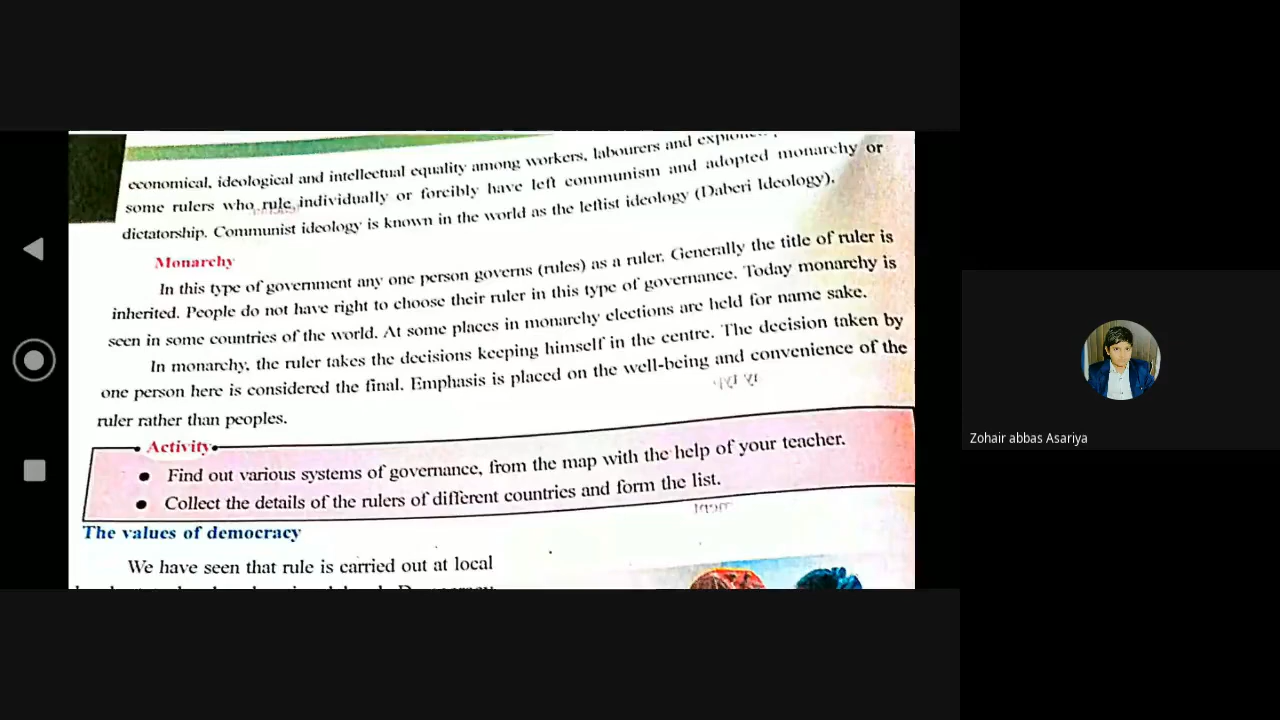 economical, ideological and intellectual equality among workers, labourers and
some rulers who rule individually or forcibly have left communism and adopted monarchy or
dictatorship. Communist ideology is known in the world as the leftist ideology (Daberi Ideology).
Monarchy
In this type of government any one person governs (rules) as a ruler. Generally the title of ruler is
inherited. People do not have right to choose their ruler in this type of governance. Today monarchy is
seen in some countries of the world. At some places in monarchy elections are held for name sake.
In monarchy, the ruler takes the decisions keeping himself in the centre. The decision taken by
one person here is considered the final. Emphasis is placed on the well-being and convenience of the
ruler rather than peoples.
Activity
• Find out various systems of governance, from the map with the help of your teacher.
• Collect the details of the rulers of different countries and form the list.
The values of democracy
We have seen that rule is carried out at local
Zohair abbas Asariya